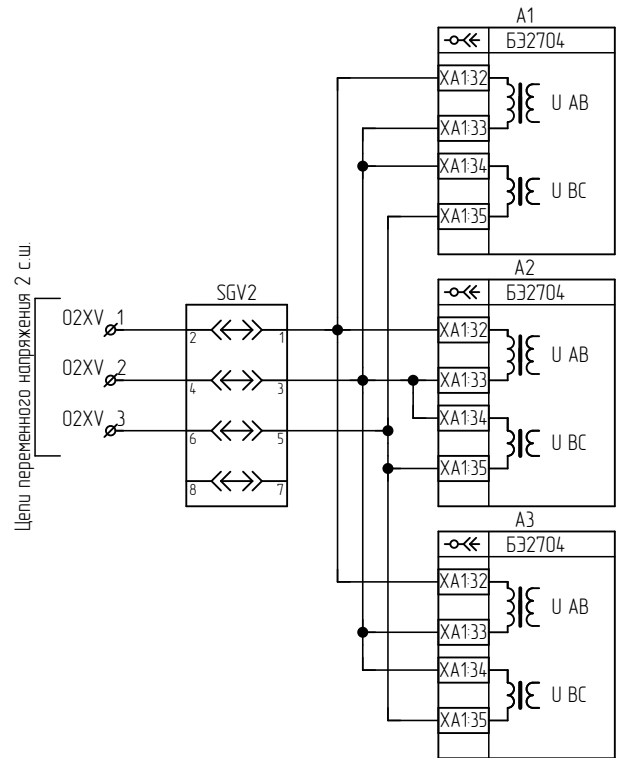 A1
БЭ2704
XA1:32
U AB
XA1:33
XA1:34
U BC
XA1:35
Цепи переменного напряжения 2 с.ш.
SGV2
02XV 1
2
1
02XV 2
4
3
02XV 3
6
5
8
7
A2
БЭ2704
XA1:32
U AB
XA1:33
XA1:34
U BC
XA1:35
A3
БЭ2704
XA1:32
U AB
XA1:33
XA1:34
U BC
XA1:35